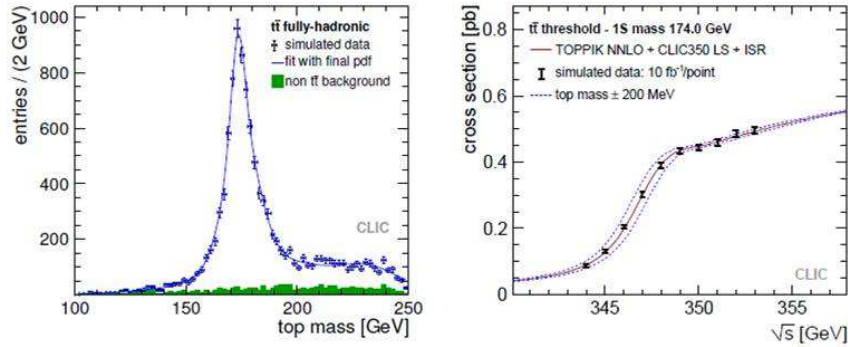 entries / (2 GeV)
1000
800
600
400
200
tt̄ fully-hadronic
simulated data
fit with final pdf
non tt̄ background
CLIC
100 150 200 250
top mass [GeV]
cross section [pb]
0.8
0.6
0.4
0.2
0.0
tt̄ threshold - 1S mass 174.0 GeV
TOPPIK NNLO + CLIC350 LS + ISR
simulated data: 10 fb⁻¹/point
top mass ± 200 MeV
CLIC
345 350 355
√s [GeV]